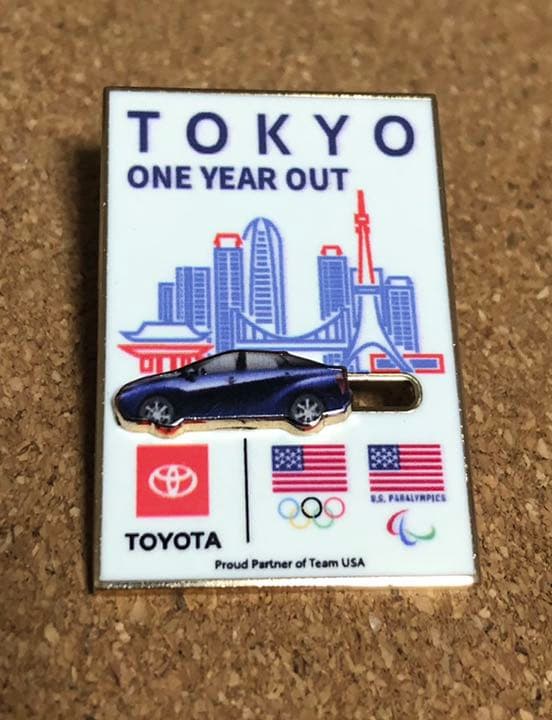 TOKYO
ONE YEAR OUT
U.S. PARALYMPICS
TOYOTA
Proud Partner of Team USA